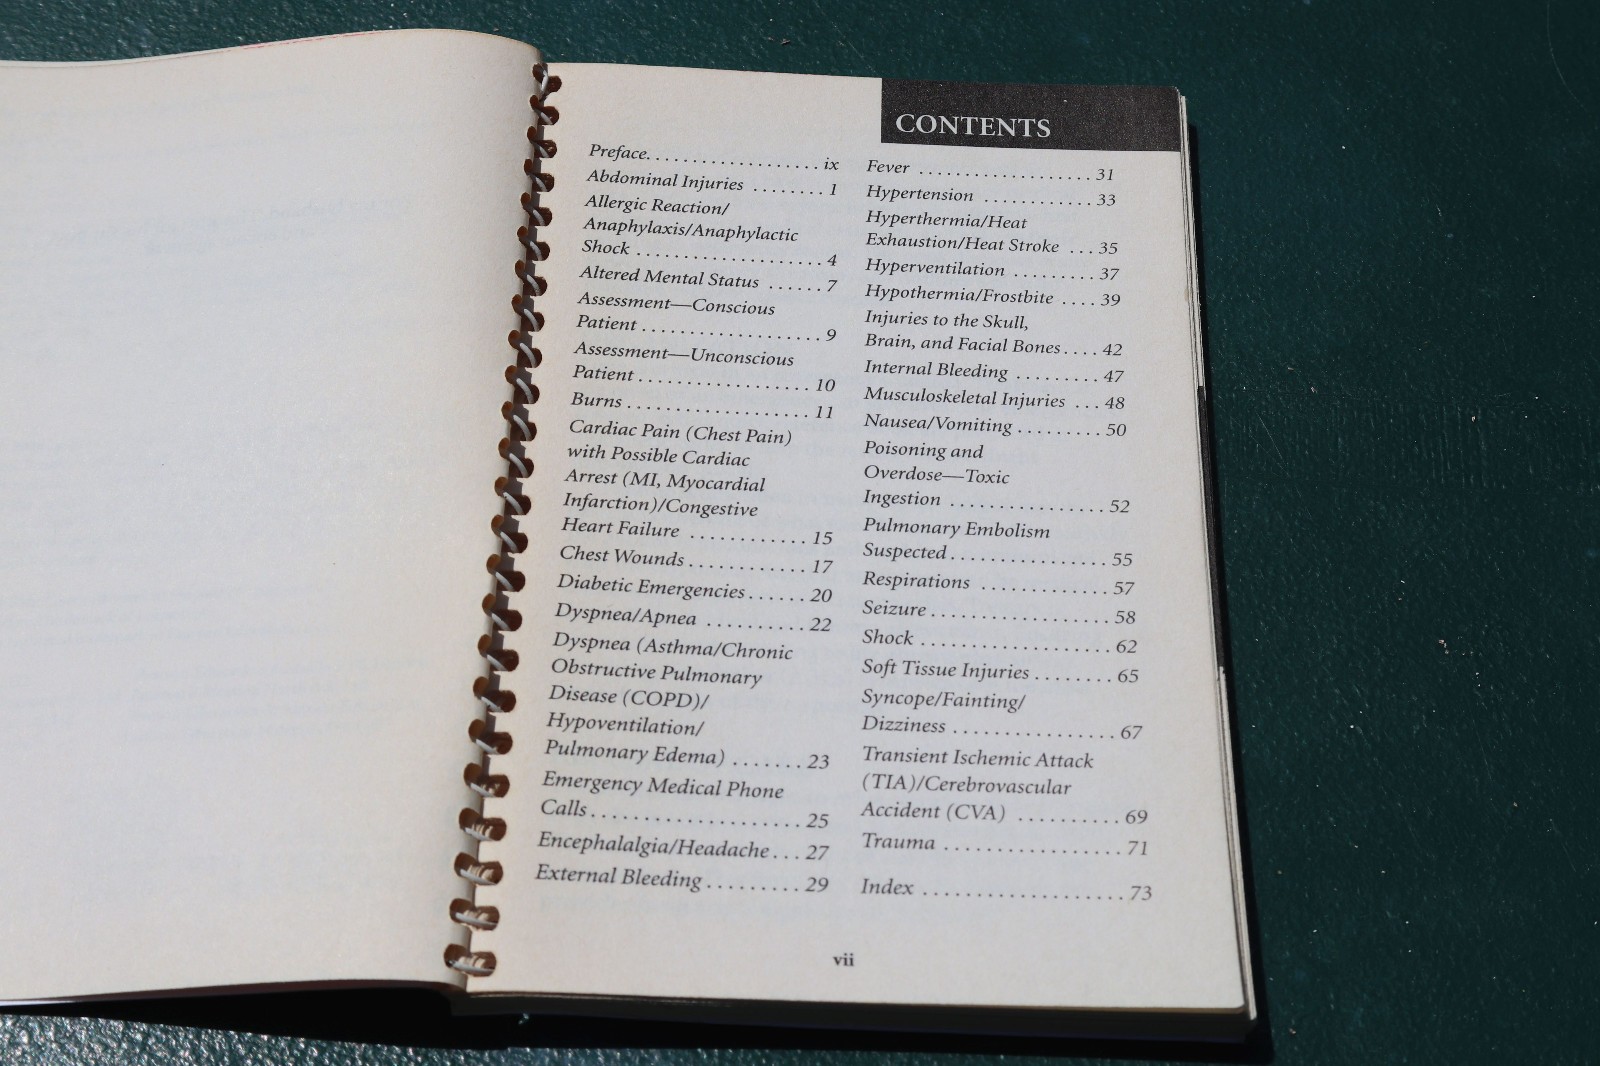 CONTENTS
Preface. . . . . . . . . . . . . . . . . . . . ix
Abdominal Injuries . . . . . . . . 1
Allergic Reaction/
Anaphylaxis/Anaphylactic
Shock . . . . . . . . . . . . . . . . . . . . 4
Altered Mental Status . . . . . . 7
Assessment—Conscious
Patient . . . . . . . . . . . . . . . . . 9
Assessment—Unconscious
Patient . . . . . . . . . . . . . . . . . 10
Burns . . . . . . . . . . . . . . . . . . 11
Cardiac Pain (Chest Pain)
with Possible Cardiac
Arrest (MI, Myocardial
Infarction)/Congestive
Heart Failure . . . . . . . . . . . . 15
Chest Wounds . . . . . . . . . . . . 17
Diabetic Emergencies . . . . . . 20
Dyspnea/Apnea . . . . . . . . . . 22
Dyspnea (Asthma/Chronic
Obstructive Pulmonary
Disease (COPD)/
Hypoventilation/
Pulmonary Edema) . . . . . . . 23
Emergency Medical Phone
Calls . . . . . . . . . . . . . . . . . . . . 25
Encephalalgia/Headache . . . 27
External Bleeding . . . . . . . . . 29
Fever . . . . . . . . . . . . . . . . . . . 31
Hypertension . . . . . . . . . . . . 33
Hyperthermia/Heat
Exhaustion/Heat Stroke . . . 35
Hyperventilation . . . . . . . . . 37
Hypothermia/Frostbite . . . . 39
Injuries to the Skull,
Brain, and Facial Bones . . . . 42
Internal Bleeding . . . . . . . . . 47
Musculoskeletal Injuries . . . 48
Nausea/Vomiting . . . . . . . . . 50
Poisoning and
Overdose—Toxic
Ingestion . . . . . . . . . . . . . . . . 52
Pulmonary Embolism
Suspected . . . . . . . . . . . . . . . . 55
Respirations . . . . . . . . . . . . . 57
Seizure . . . . . . . . . . . . . . . . . . 58
Shock . . . . . . . . . . . . . . . . . . . 62
Soft Tissue Injuries . . . . . . . . 65
Syncope/Fainting/
Dizziness . . . . . . . . . . . . . . . . 67
Transient Ischemic Attack
(TIA)/Cerebrovascular
Accident (CVA) . . . . . . . . . . 69
Trauma . . . . . . . . . . . . . . . . . 71
Index . . . . . . . . . . . . . . . . . . . 73
vii